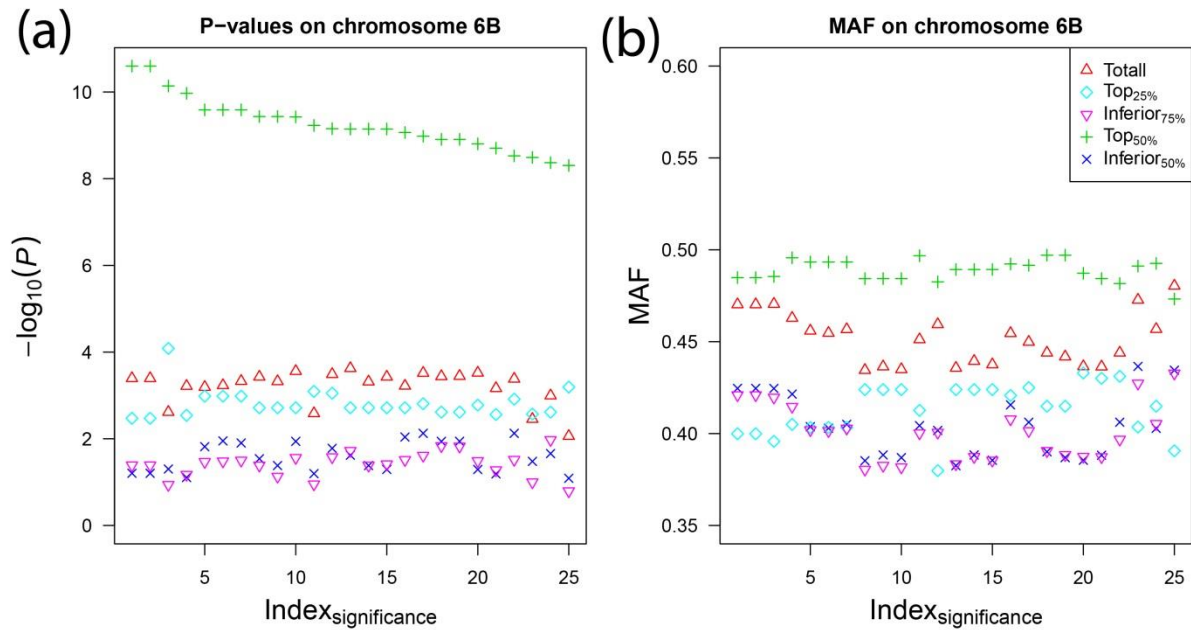 (a)
P-values on chromosome 6B
−log10(P)
10
8
6
4
2
0
5
10
15
20
25
Indexsignificance
(b)
MAF on chromosome 6B
MAF
0.60
0.55
0.50
0.45
0.40
0.35
Totall
Top25%
Inferior75%
Top50%
Inferior50%
5
10
15
20
25
Indexsignificance